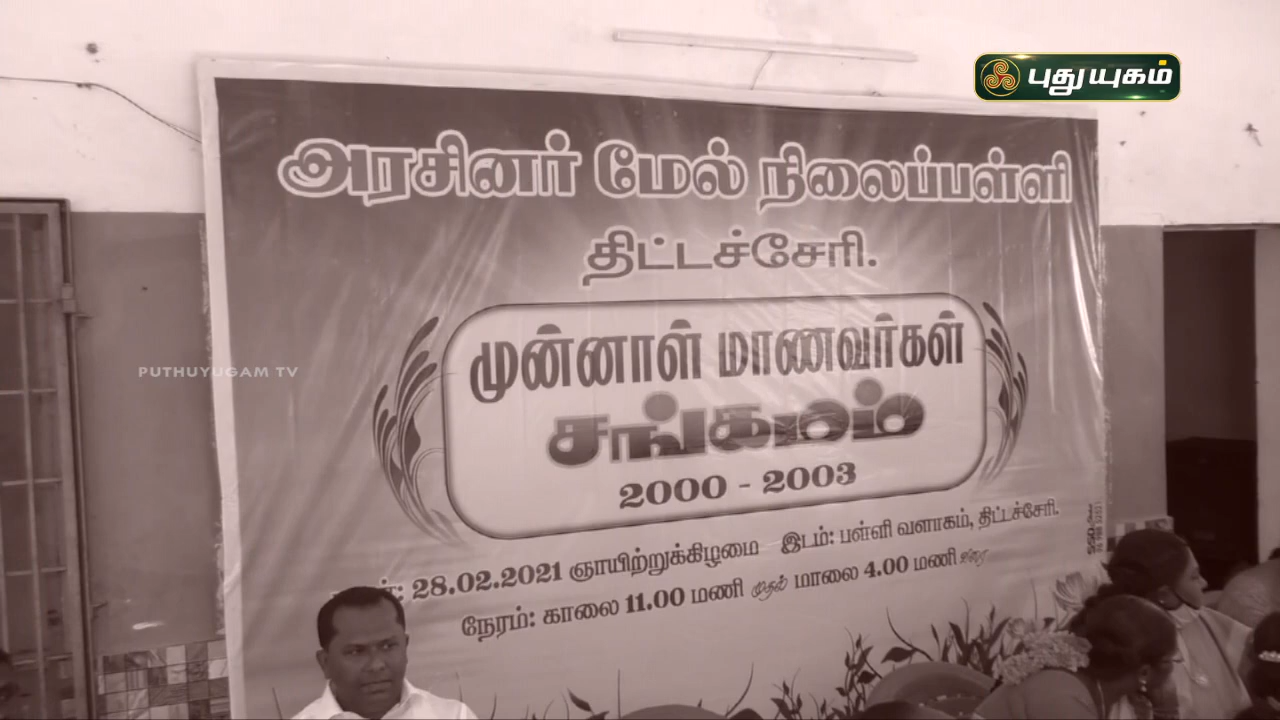 புதுயுகம்
அரசினர் மேல் நிலைப்பள்ளி
திட்டச்சேரி.
முன்னாள் மாணவர்கள்
சங்கமம்
2000 - 2003
PUTHUYUGAM TV
28.02.2021 ஞாயிற்றுக்கிழமை இடம்: பள்ளி வளாகம், திட்டச்சேரி.
நேரம்: காலை 11.00 மணி முதல் மாலை 4.00 மணி வரை